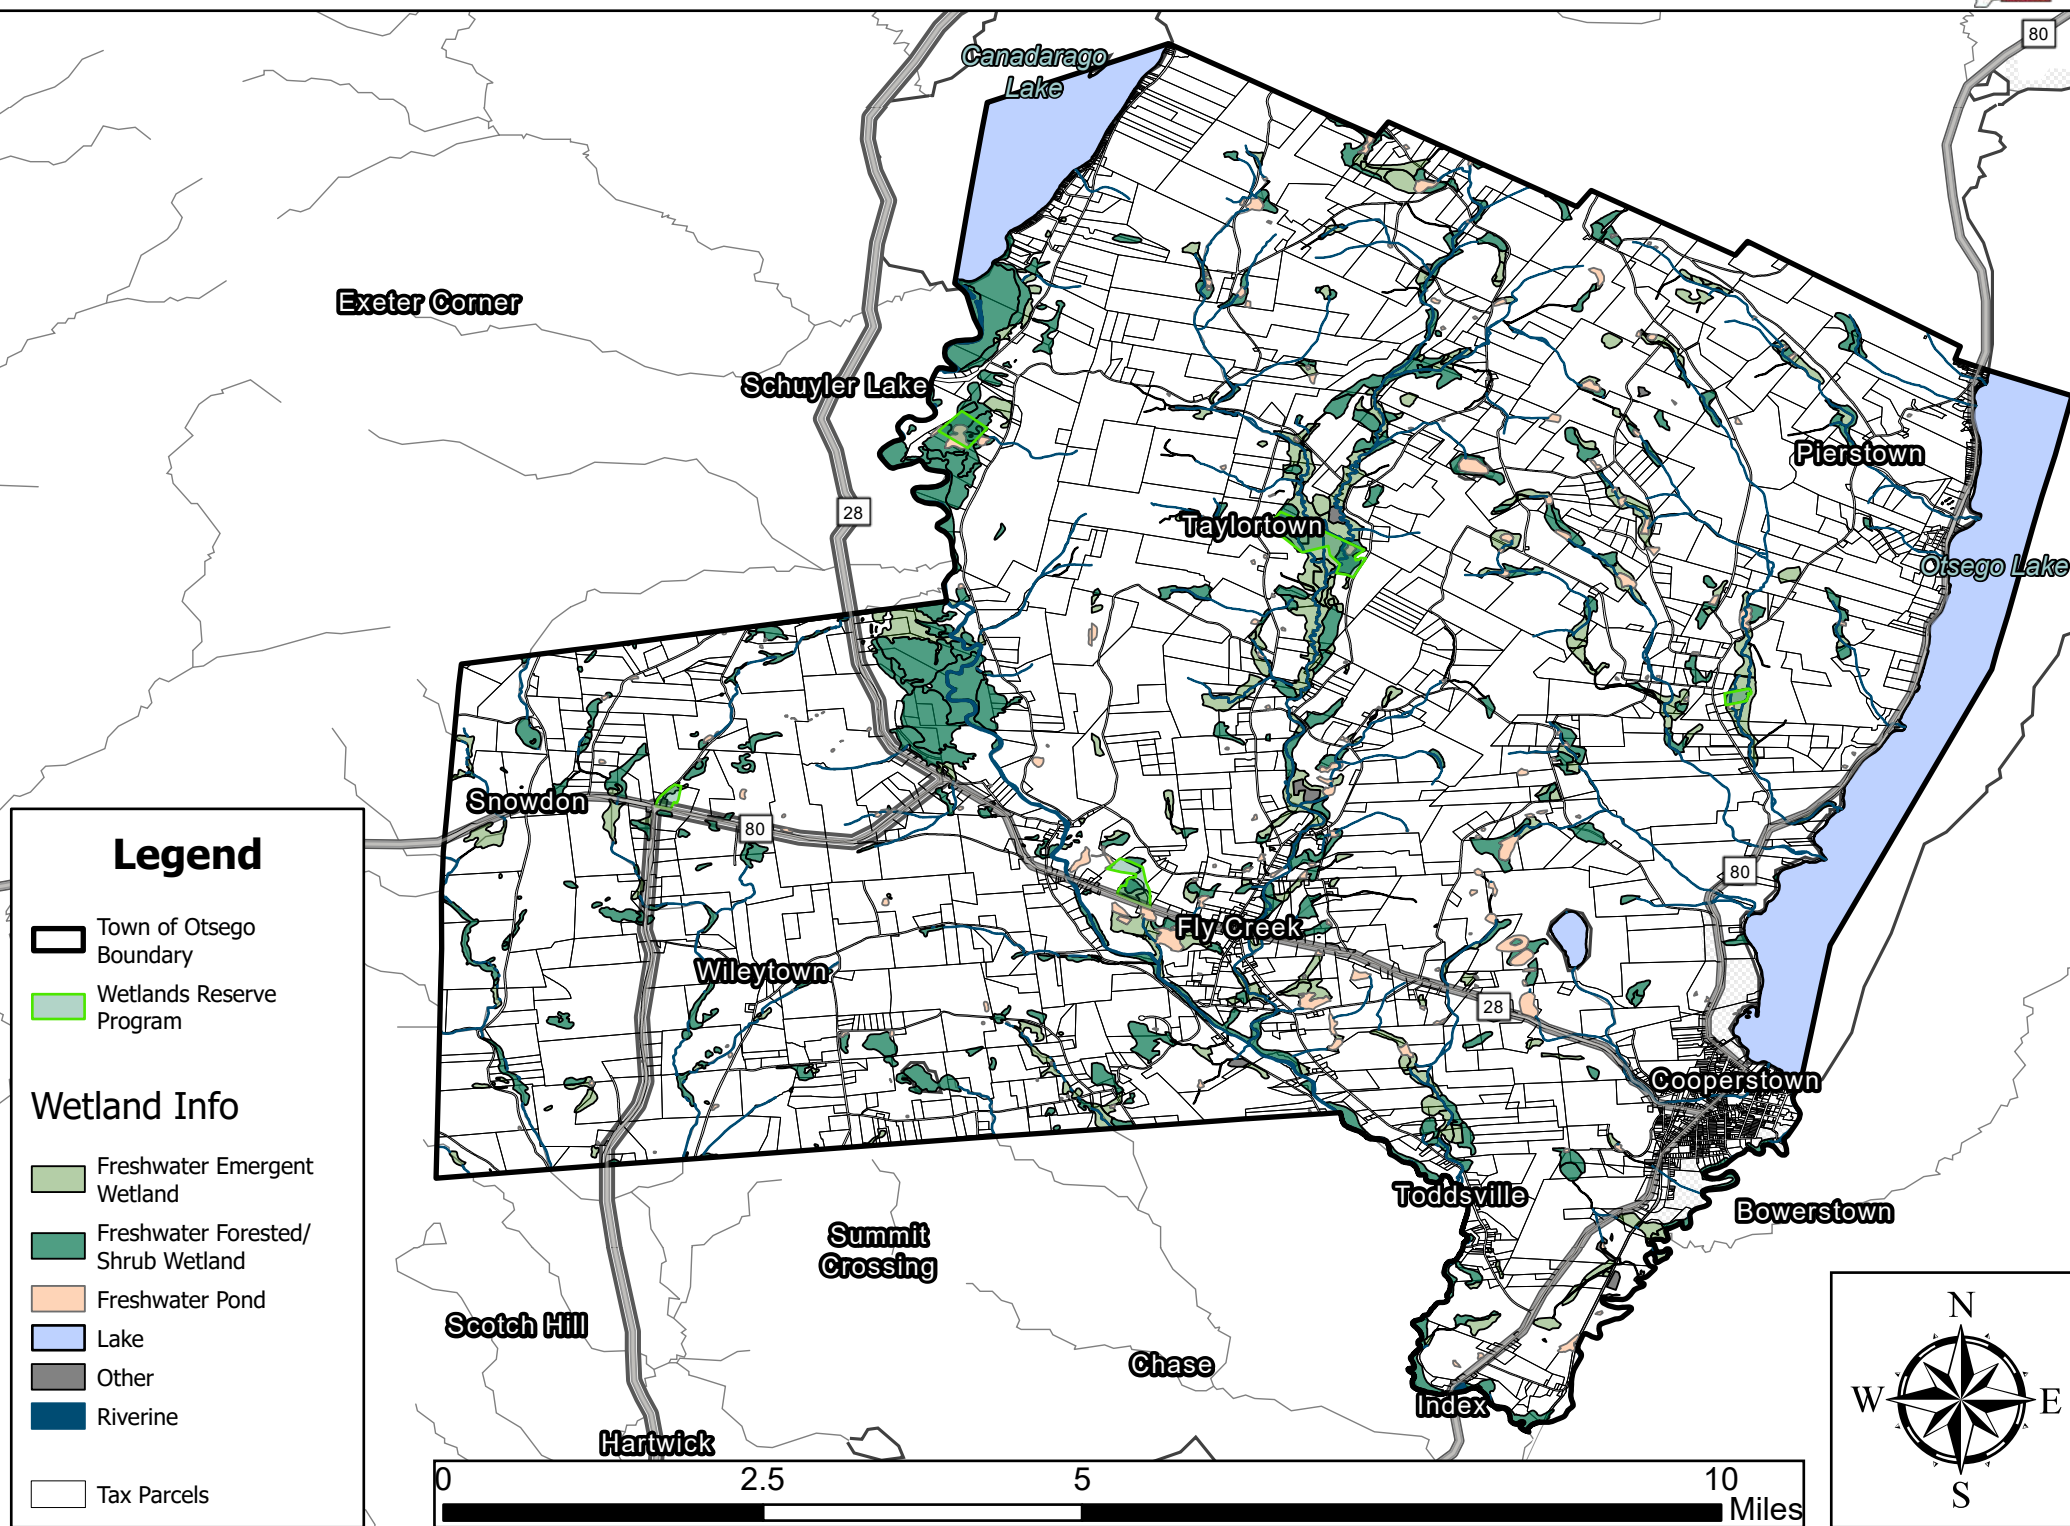 80
Canadarago
Lake
Exeter Corner
Schuyler Lake
Pierstown
28
Taylortown
Otsego Lake
Snowdon
80
80
Fly Creek
Wileytown
28
Cooperstown
Toddsville
Bowerstown
Summit
Crossing
Scotch Hill
Chase
Index
Hartwick
Legend
Town of Otsego
Boundary
Wetlands Reserve
Program
Wetland Info
Freshwater Emergent
Wetland
Freshwater Forested/
Shrub Wetland
Freshwater Pond
Lake
Other
Riverine
Tax Parcels
0 2.5 5 10
Miles
N
W E
S